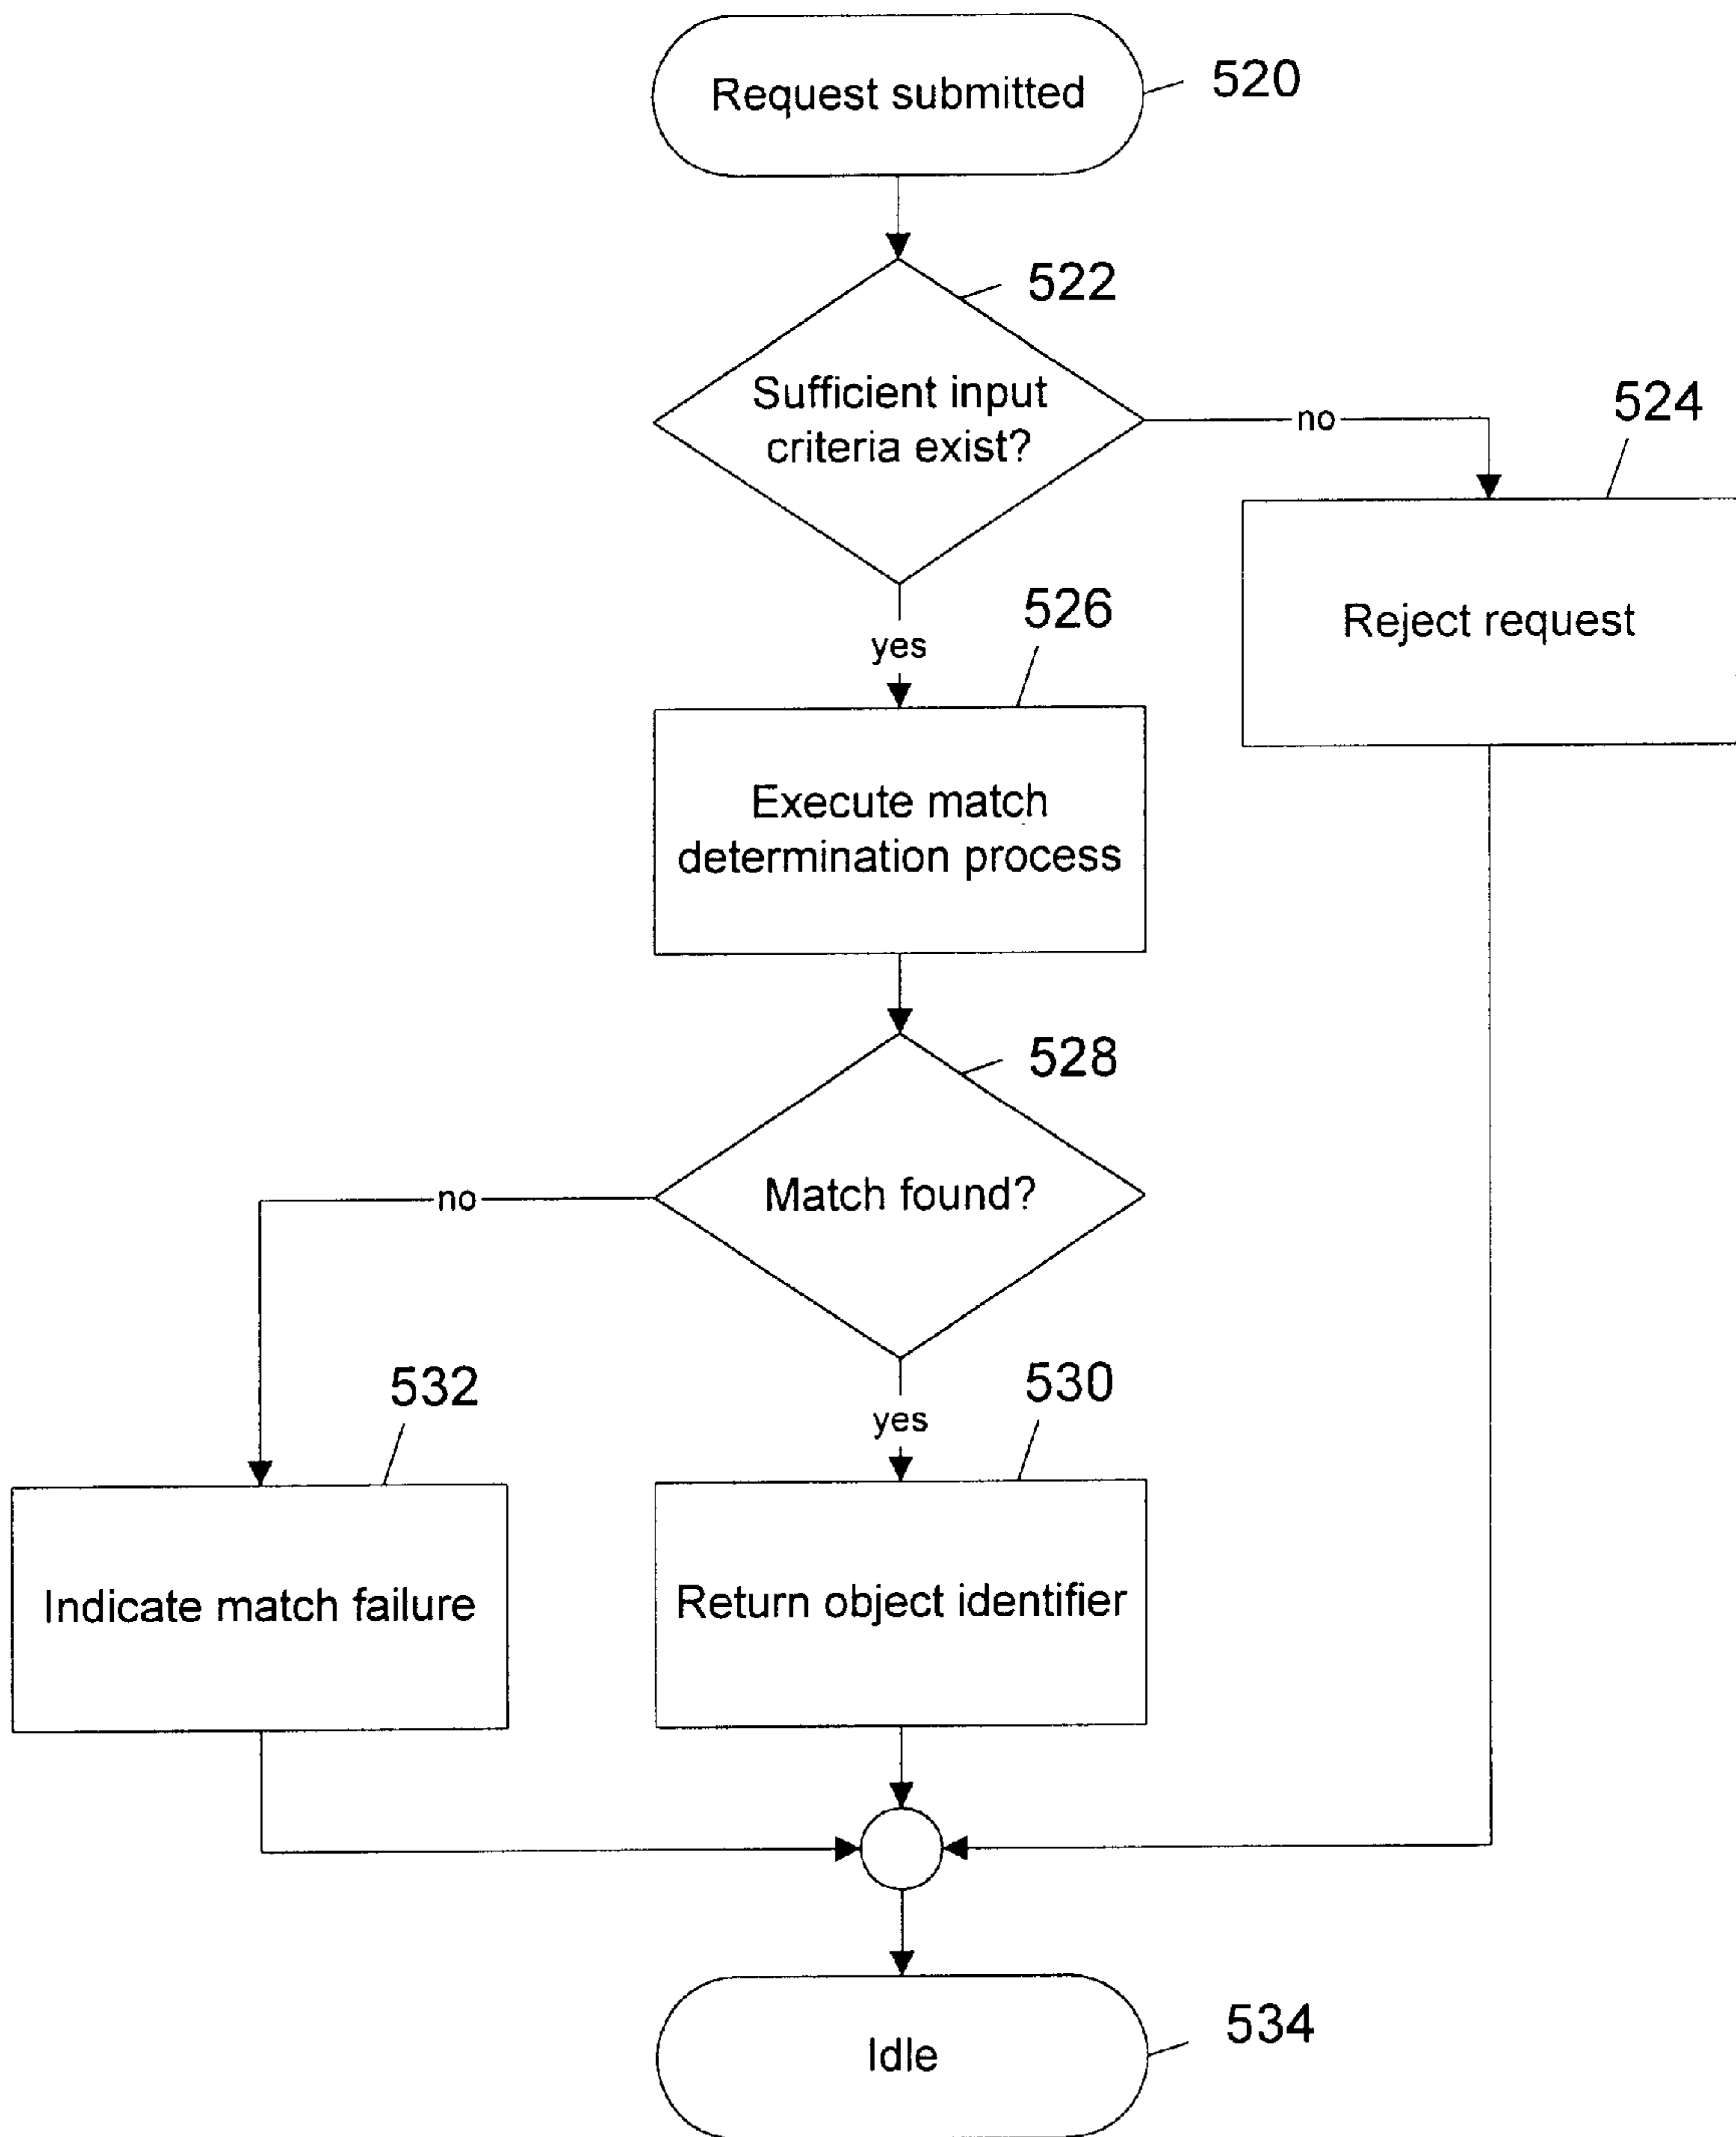 Request submitted
520
522
Sufficient input
criteria exist?
no
524
Reject request
yes
526
Execute match
determination process
528
Match found?
no
532
yes
530
Indicate match failure
Return object identifier
Idle
534